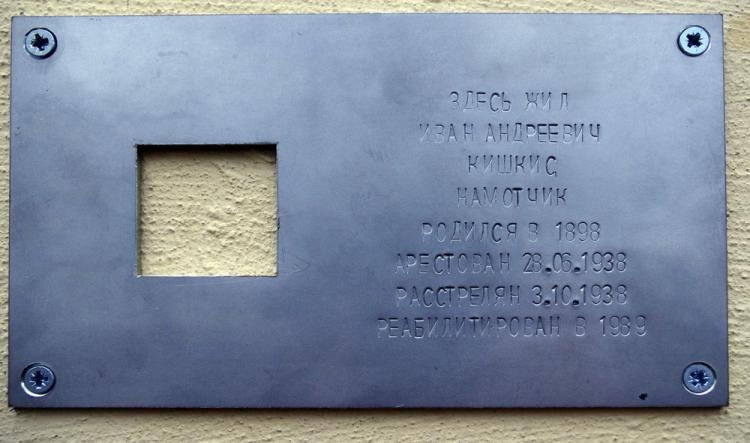 ЗДЕСЬ ЖИЛ
ИВАН АНДРЕЕВИЧ
КИШКИС,
НАМОТЧИК
РОДИЛСЯ В 1898
АРЕСТОВАН 28.06.1938
РАССТРЕЛЯН 3.10.1938
РЕАБИЛИТИРОВАН В 1989